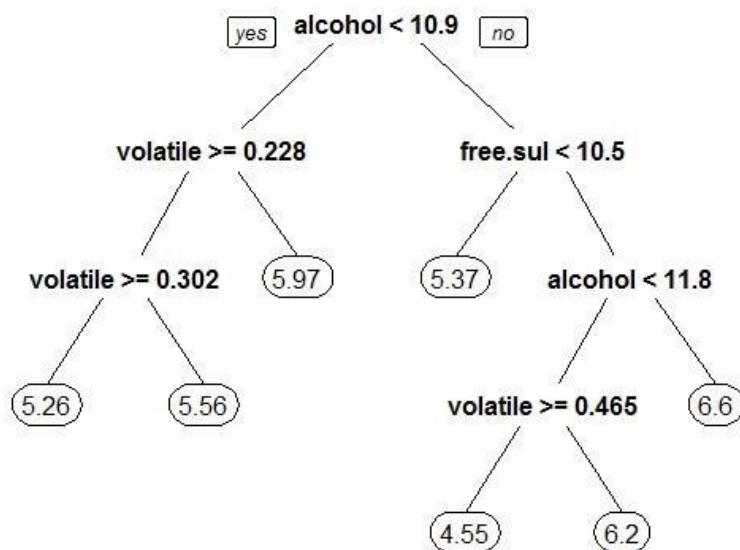 yes alcohol < 10.9 no
volatile >= 0.228 free.sul < 10.5
volatile >= 0.302 5.97 5.37 alcohol < 11.8
5.26 5.56 volatile >= 0.465 6.6
4.55 6.2